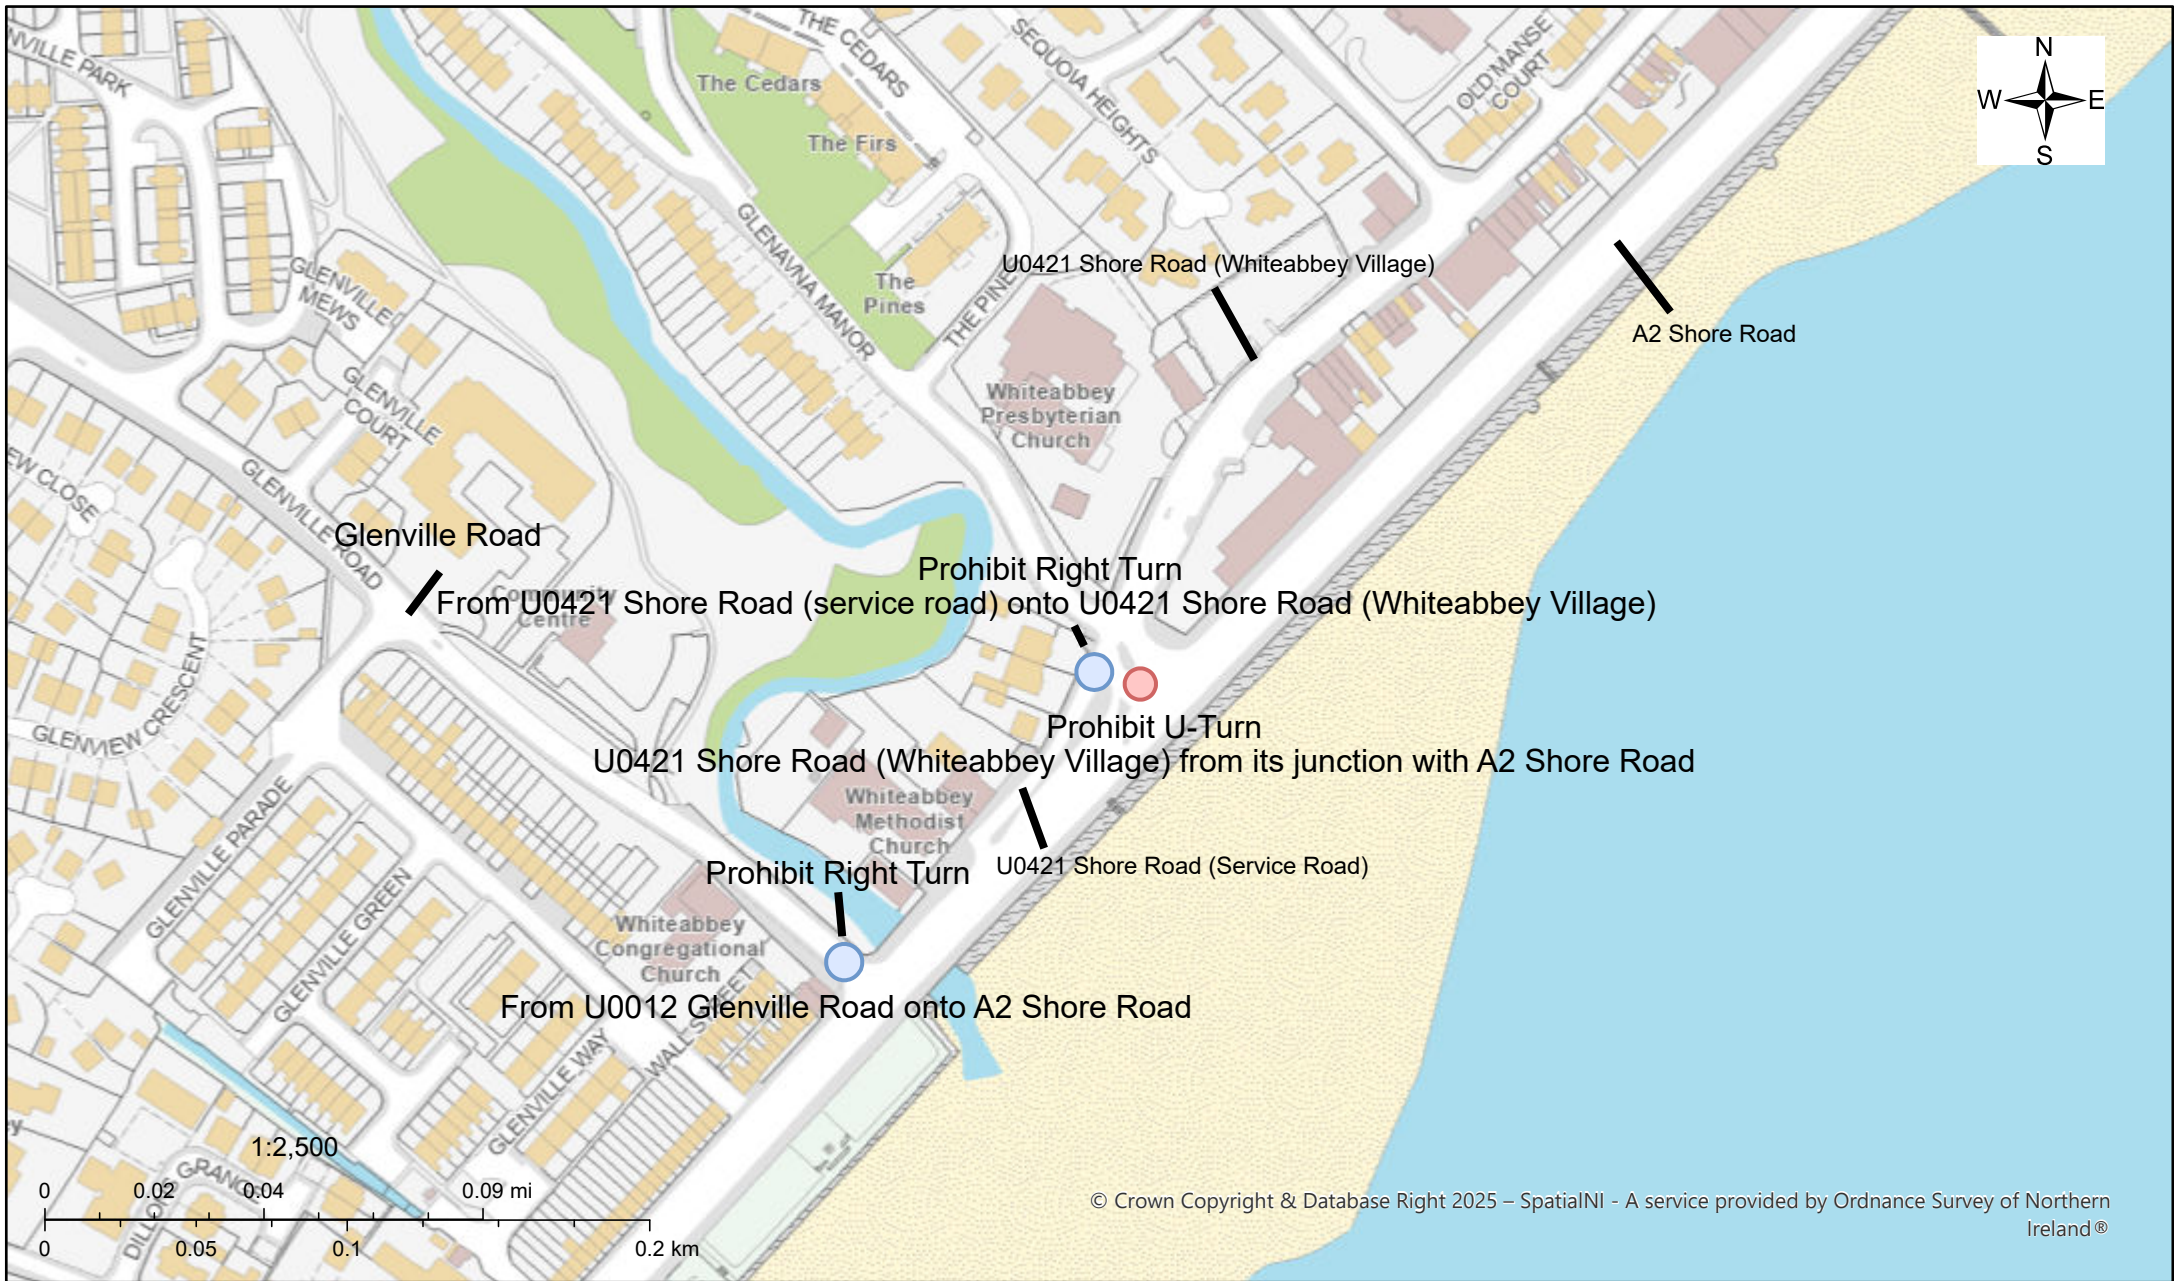 NVILLE PARK
THE CEDARS
The Cedars
The Firs
SEQUOIA HEIGHTS
OLD MANSE
COURT
N
W
E
S
GLENAVNA MANOR
The
Pines
THE PINES
U0421 Shore Road (Whiteabbey Village)
A2 Shore Road
GLENVILLE
MEWS
GLENVILLE
COURT
Whiteabbey
Presbyterian
Church
EW CLOSE
GLENVILLE ROAD
Glenville Road
Community
Centre
Prohibit Right Turn
From U0421 Shore Road (service road) onto U0421 Shore Road (Whiteabbey Village)
GLENVIEW CRESCENT
Prohibit U-Turn
U0421 Shore Road (Whiteabbey Village) from its junction with A2 Shore Road
Whiteabbey
Methodist
Church
U0421 Shore Road (Service Road)
GLENVILLE PARADE
GLENVILLE GREEN
Prohibit Right Turn
Whiteabbey
Congregational
Church
WALL STREET
From U0012 Glenville Road onto A2 Shore Road
GLENVILLE WAY
1:2,500
GRANGE
0
0.02
0.04
0.09 mi
0
0.05
0.1
0.2 km
© Crown Copyright & Database Right 2025 – SpatialNI - A service provided by Ordnance Survey of Northern
Ireland®